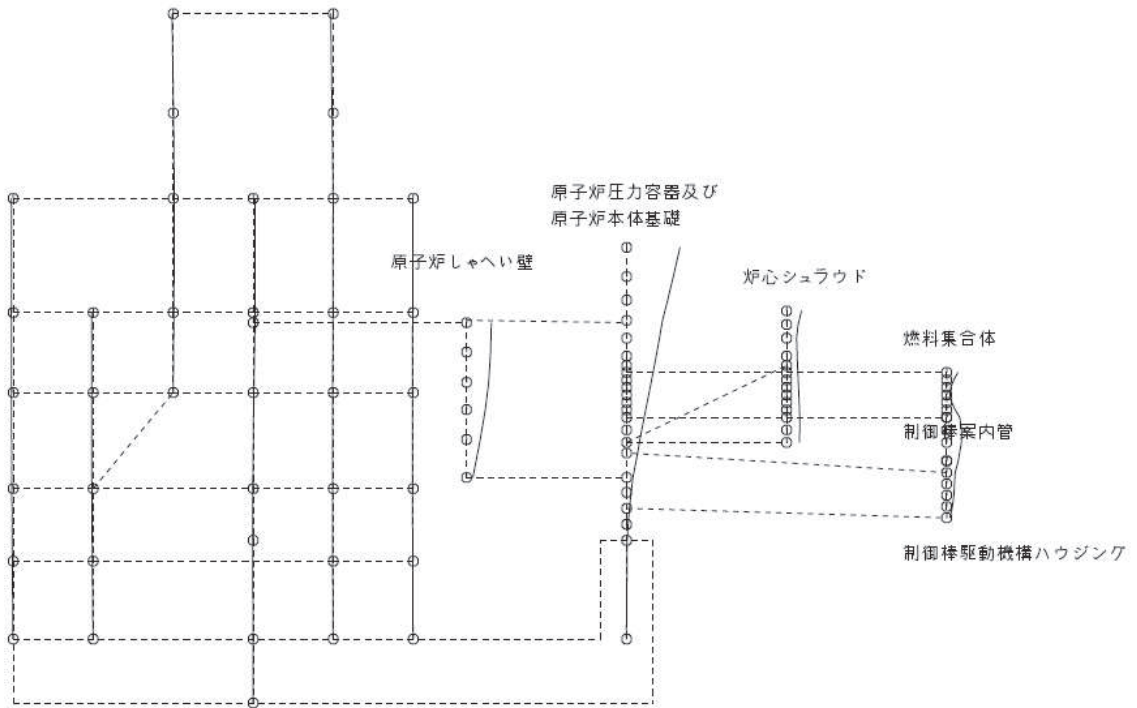 原子炉圧力容器及び
原子炉本体基礎
原子炉しゃへい壁
炉心シュラウド
燃料集合体
制御棒案内管
制御棒駆動機構ハウジング